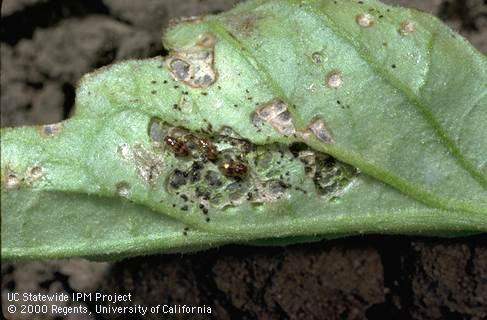 UC Statewide IPM Project
© 2000 Regents, University of California